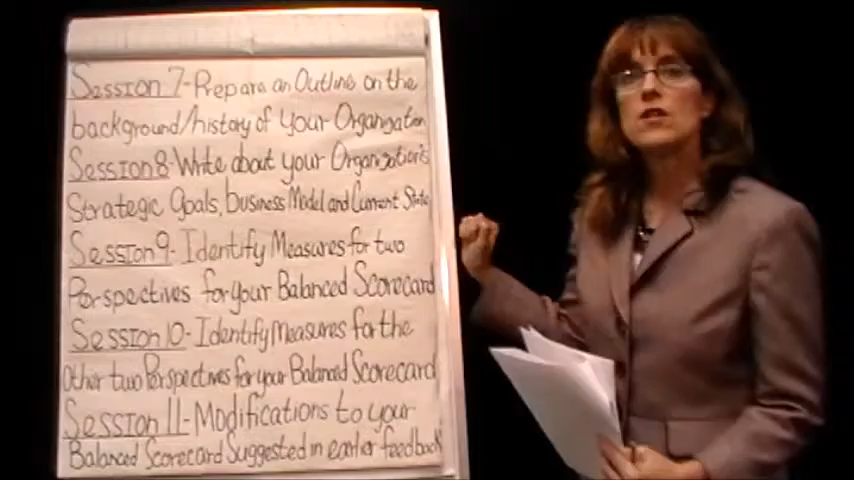 Session 7-Prepara an Outline on the
background/history of your Organization
Session 8-Write about your Organization's
Strategic Goals, business Model and Current State
Session 9- Identify Measures for two
Perspectives for your Balanced Scorecard
Session 10- Identify Measures for the
Other two Perspectives for your Balanced Scorecard
Session 11-Modifications to your
Balanced Scorecard Suggested in earlier feedback